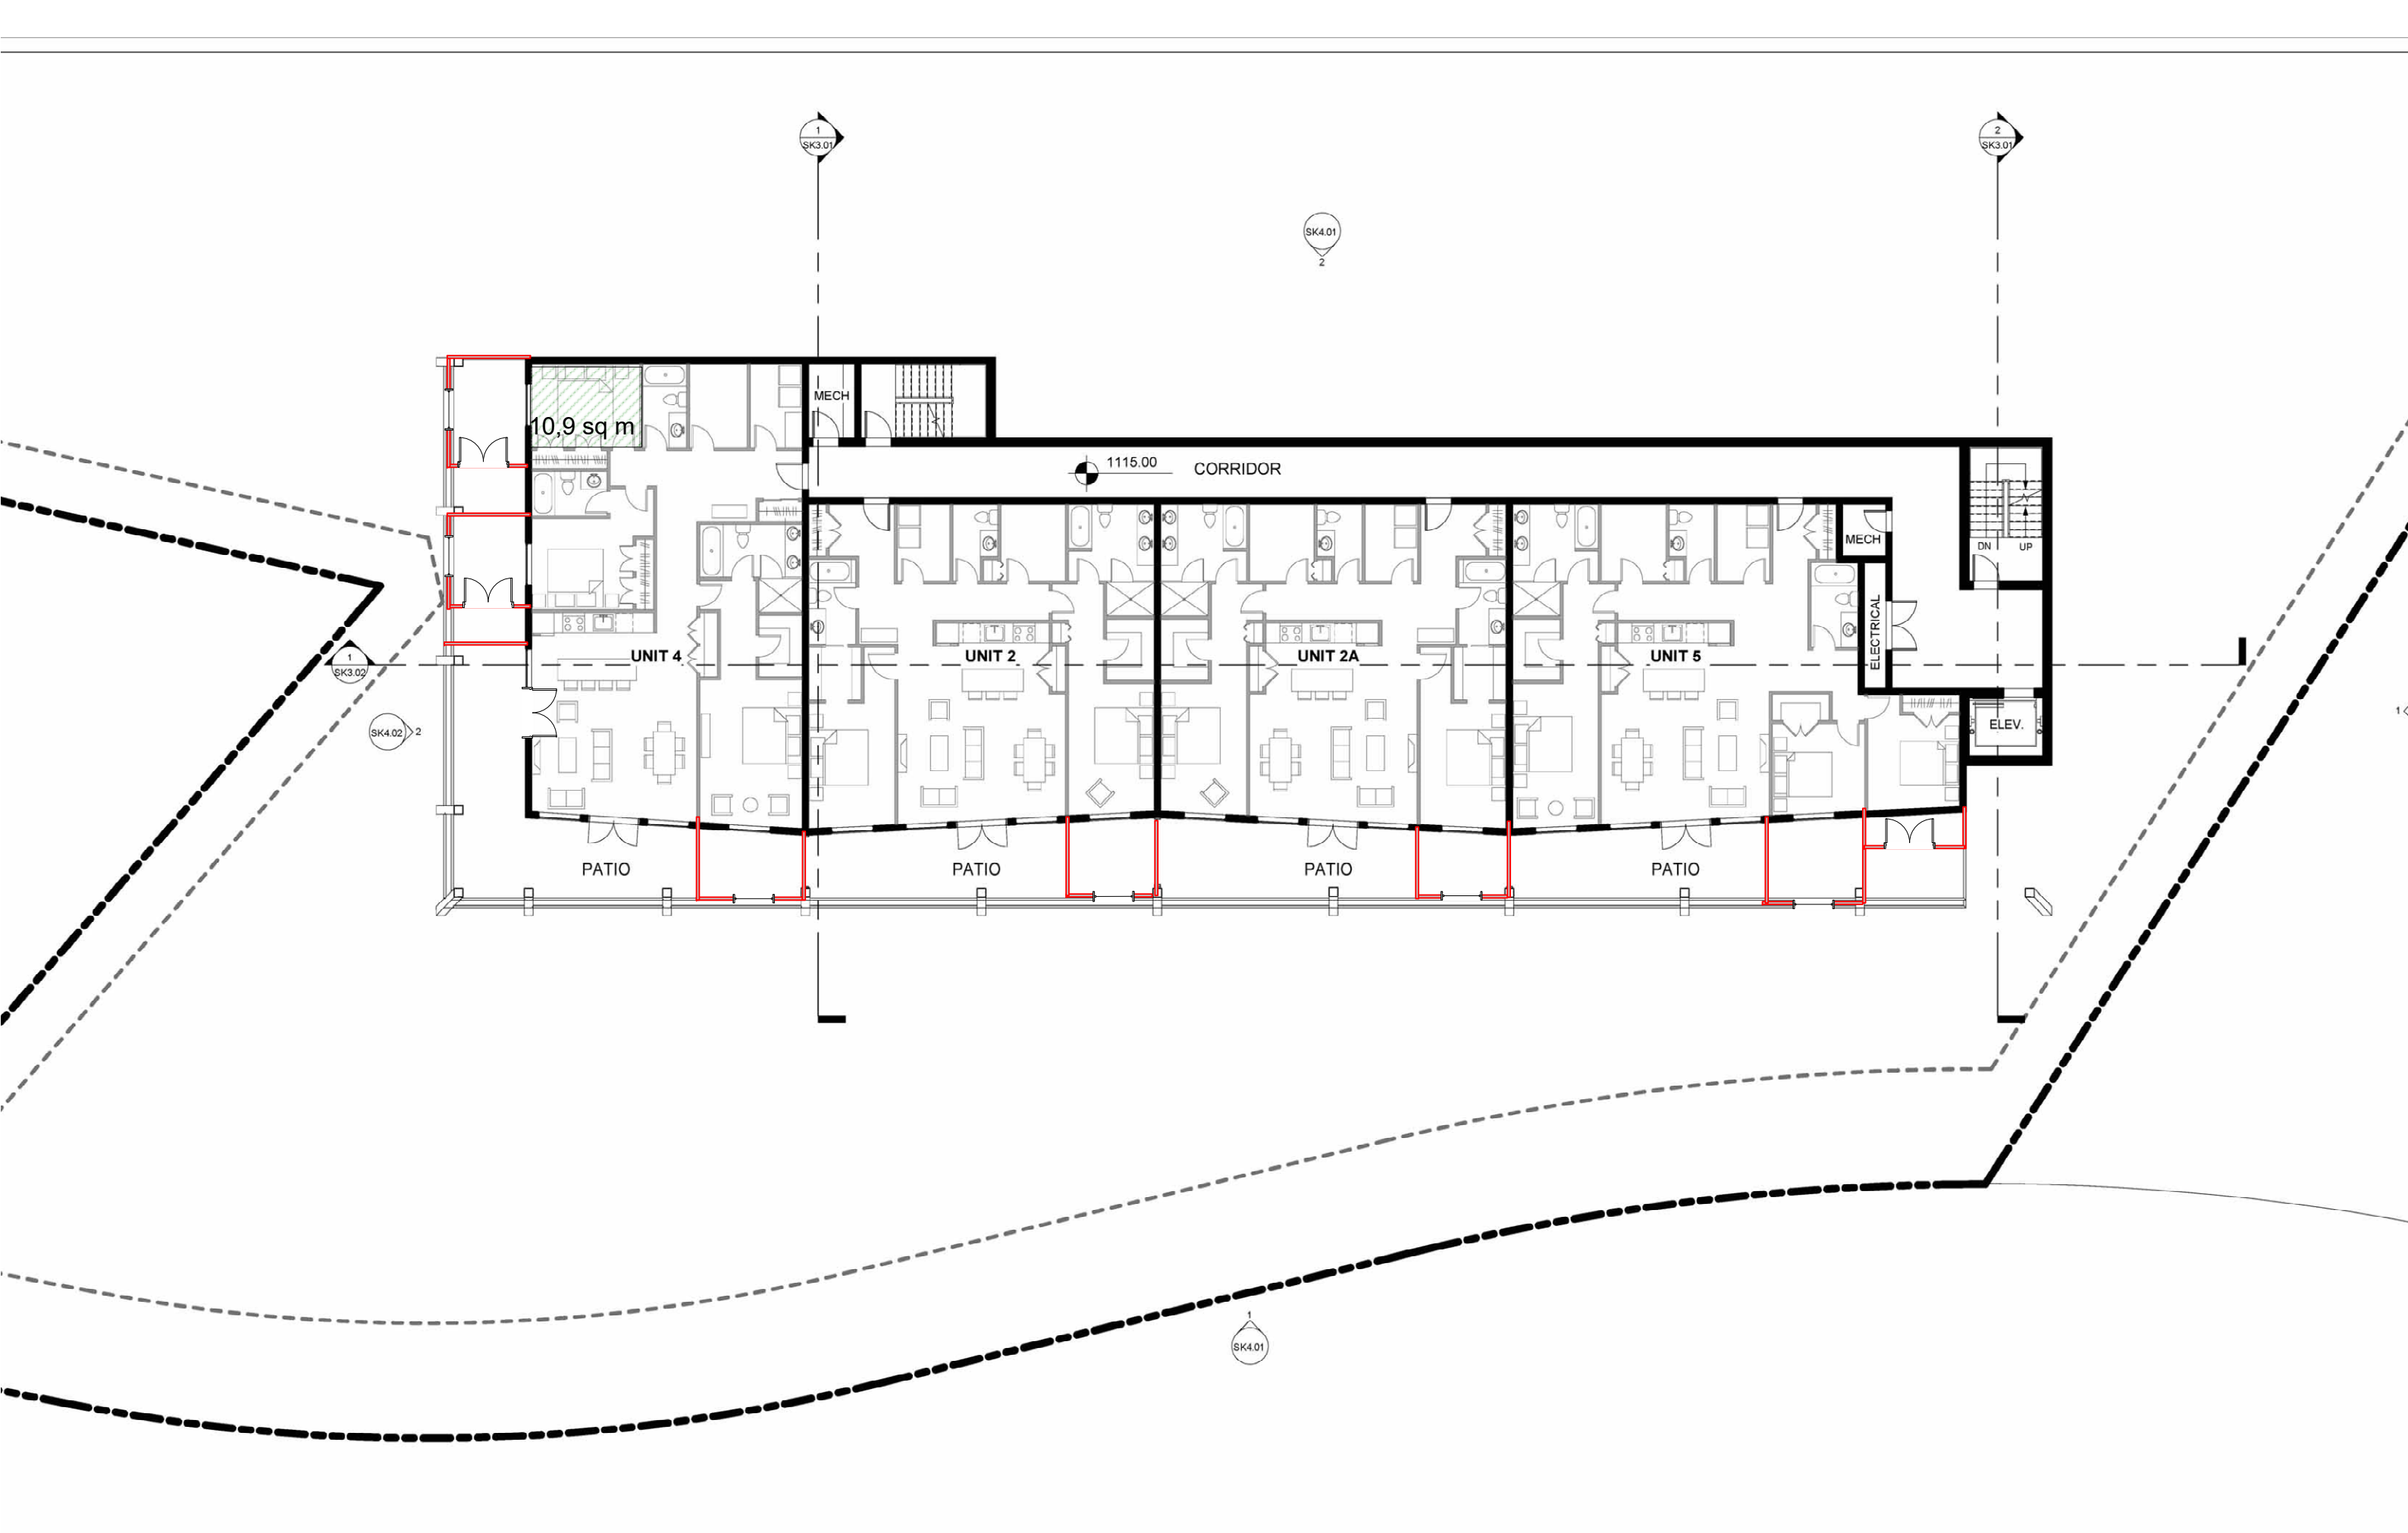 1
SK3.01
2
SK3.01
SK4.01
2
MECH
10,9 sq m
1115.00
CORRIDOR
MECH
DN
UP
ELECTRICAL
1
SK3.02
UNIT 4
UNIT 2
UNIT 2A
UNIT 5
SK4.02
2
1
ELEV.
PATIO
PATIO
PATIO
PATIO
1
SK4.01